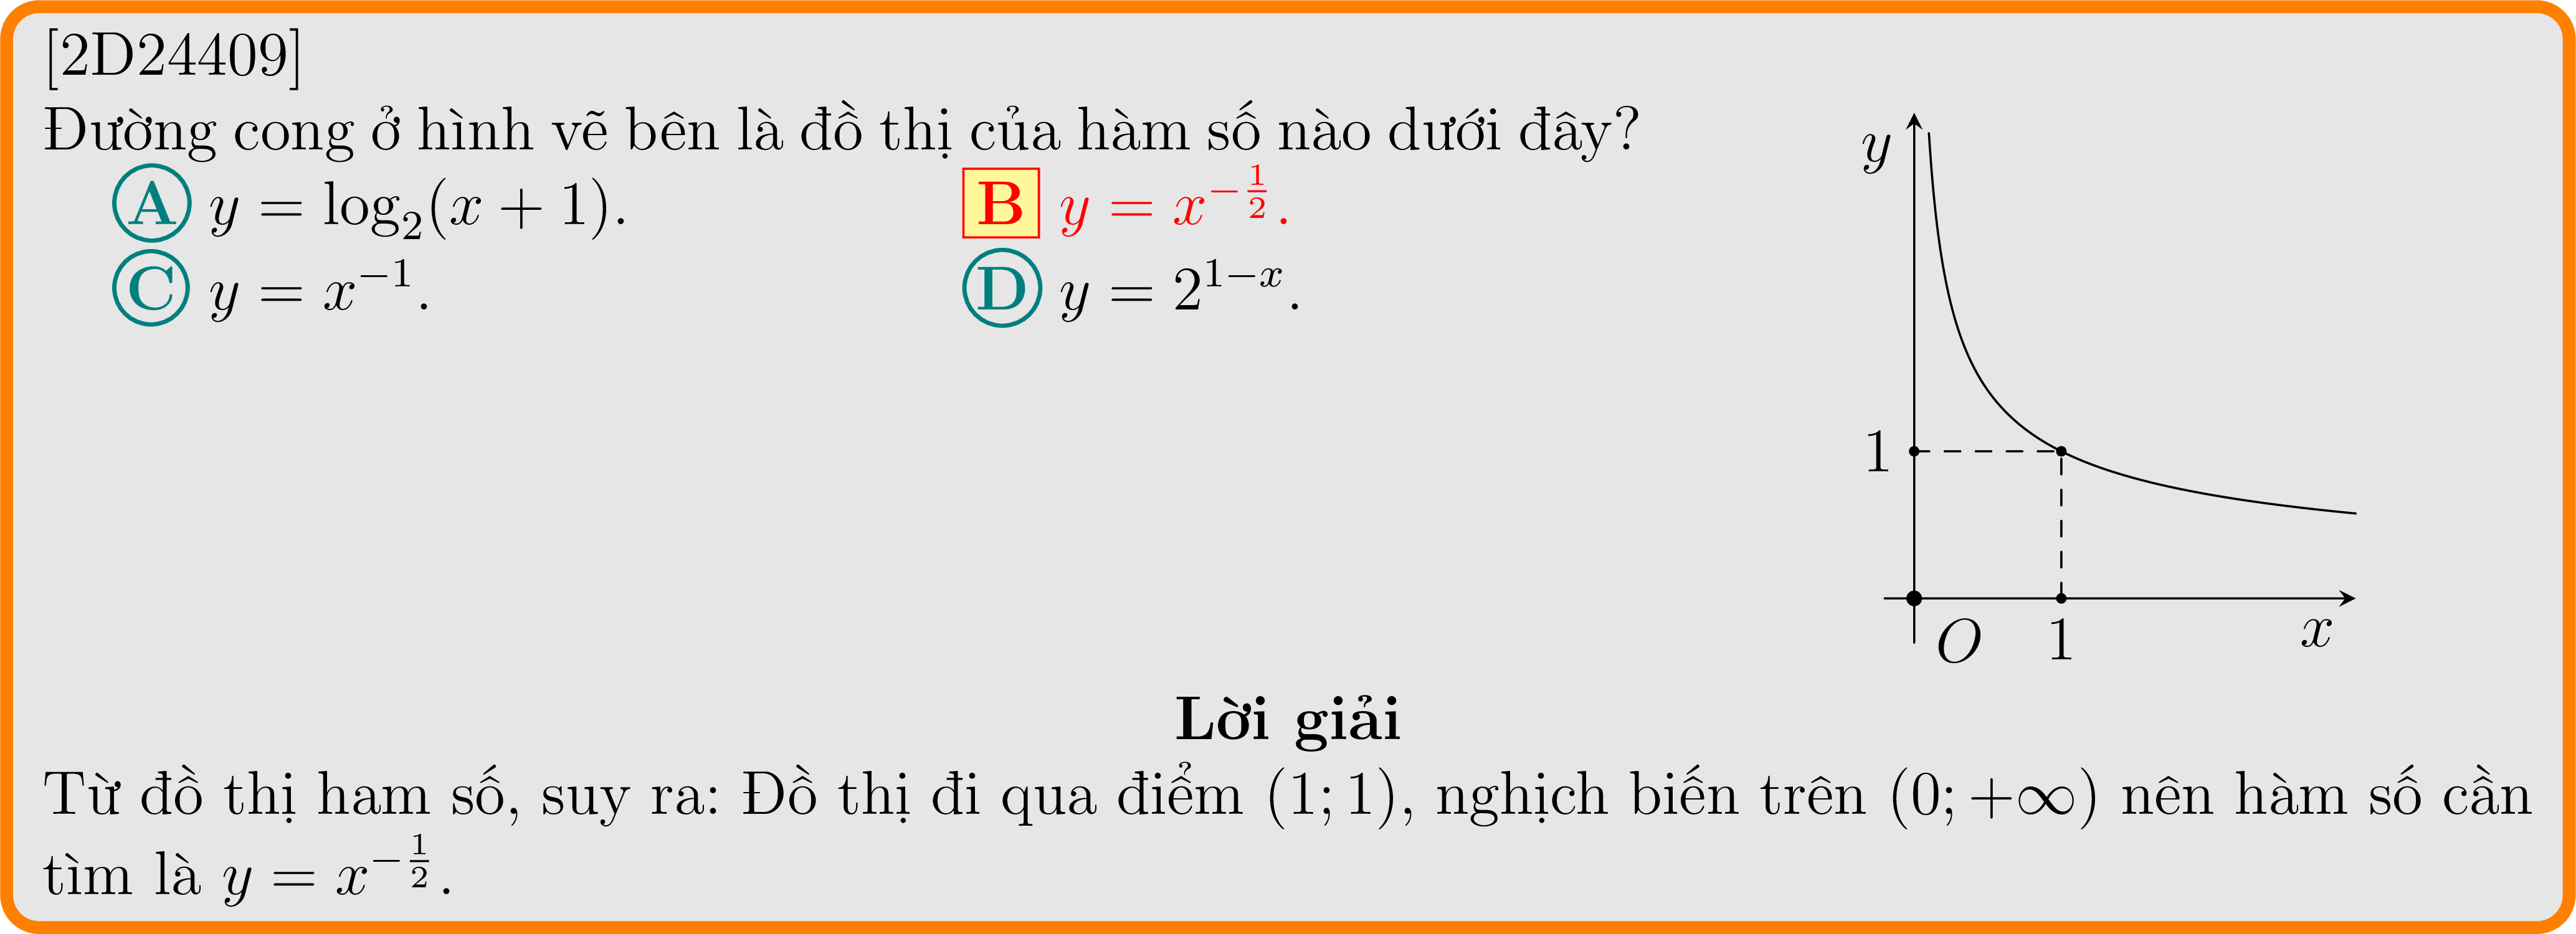 [2D24409]
Đường cong ở hình vẽ bên là đồ thị của hàm số nào dưới đây?
A y = log₂(x + 1). B y = x^{-\frac{1}{2}}.
C y = x⁻¹. D y = 2^{1−x}.
y
1
O 1 x
Lời giải
Từ đồ thị ham số, suy ra: Đồ thị đi qua điểm (1; 1), nghịch biến trên (0; +∞) nên hàm số cần
tìm là y = x^{-\frac{1}{2}}.